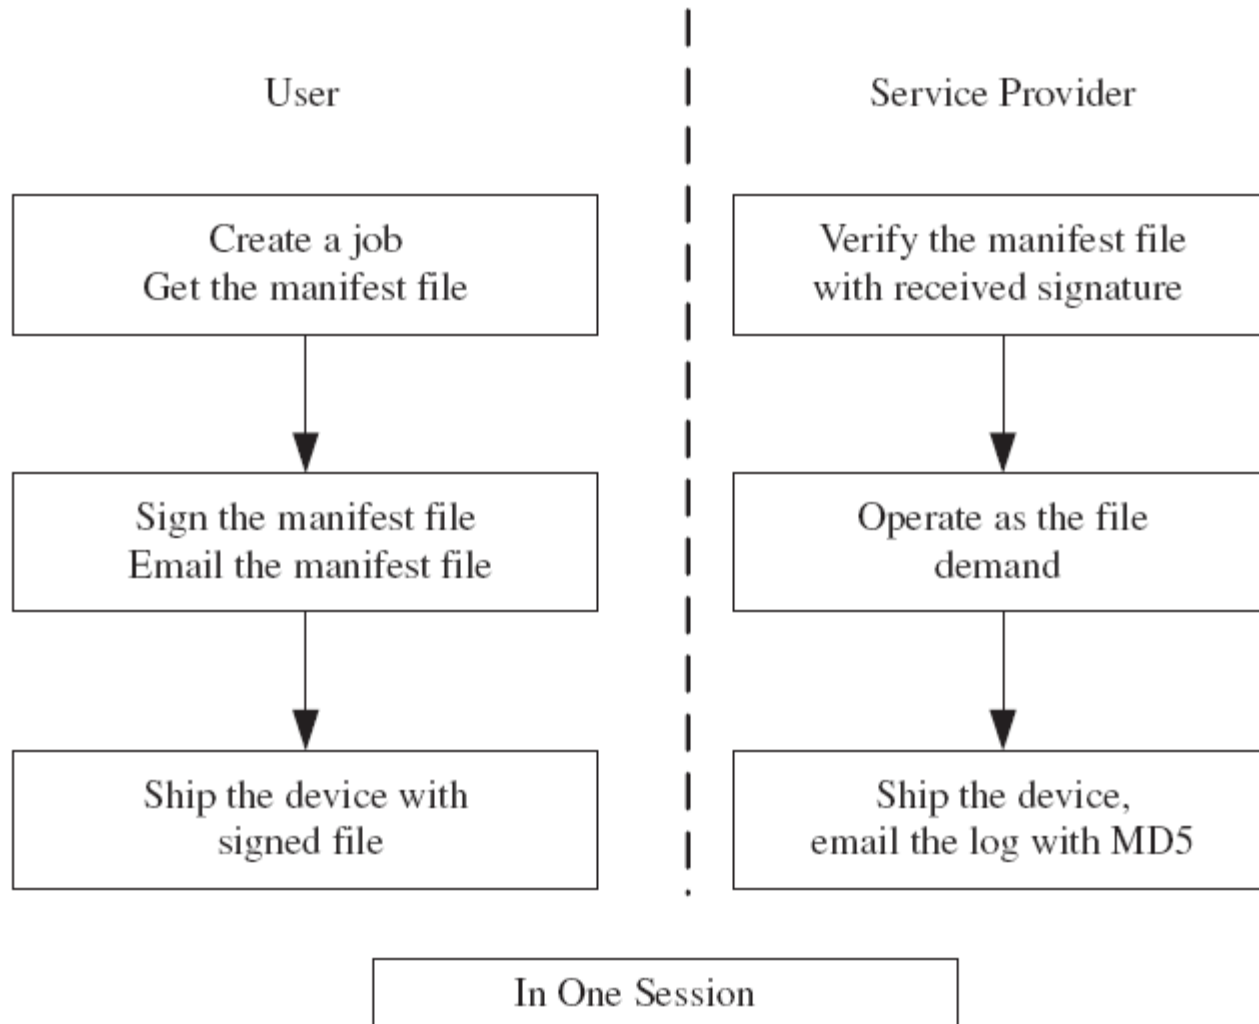 User
Service Provider
Create a job
Get the manifest file
Verify the manifest file
with received signature
Sign the manifest file
Email the manifest file
Operate as the file
demand
Ship the device with
signed file
Ship the device,
email the log with MD5
In One Session